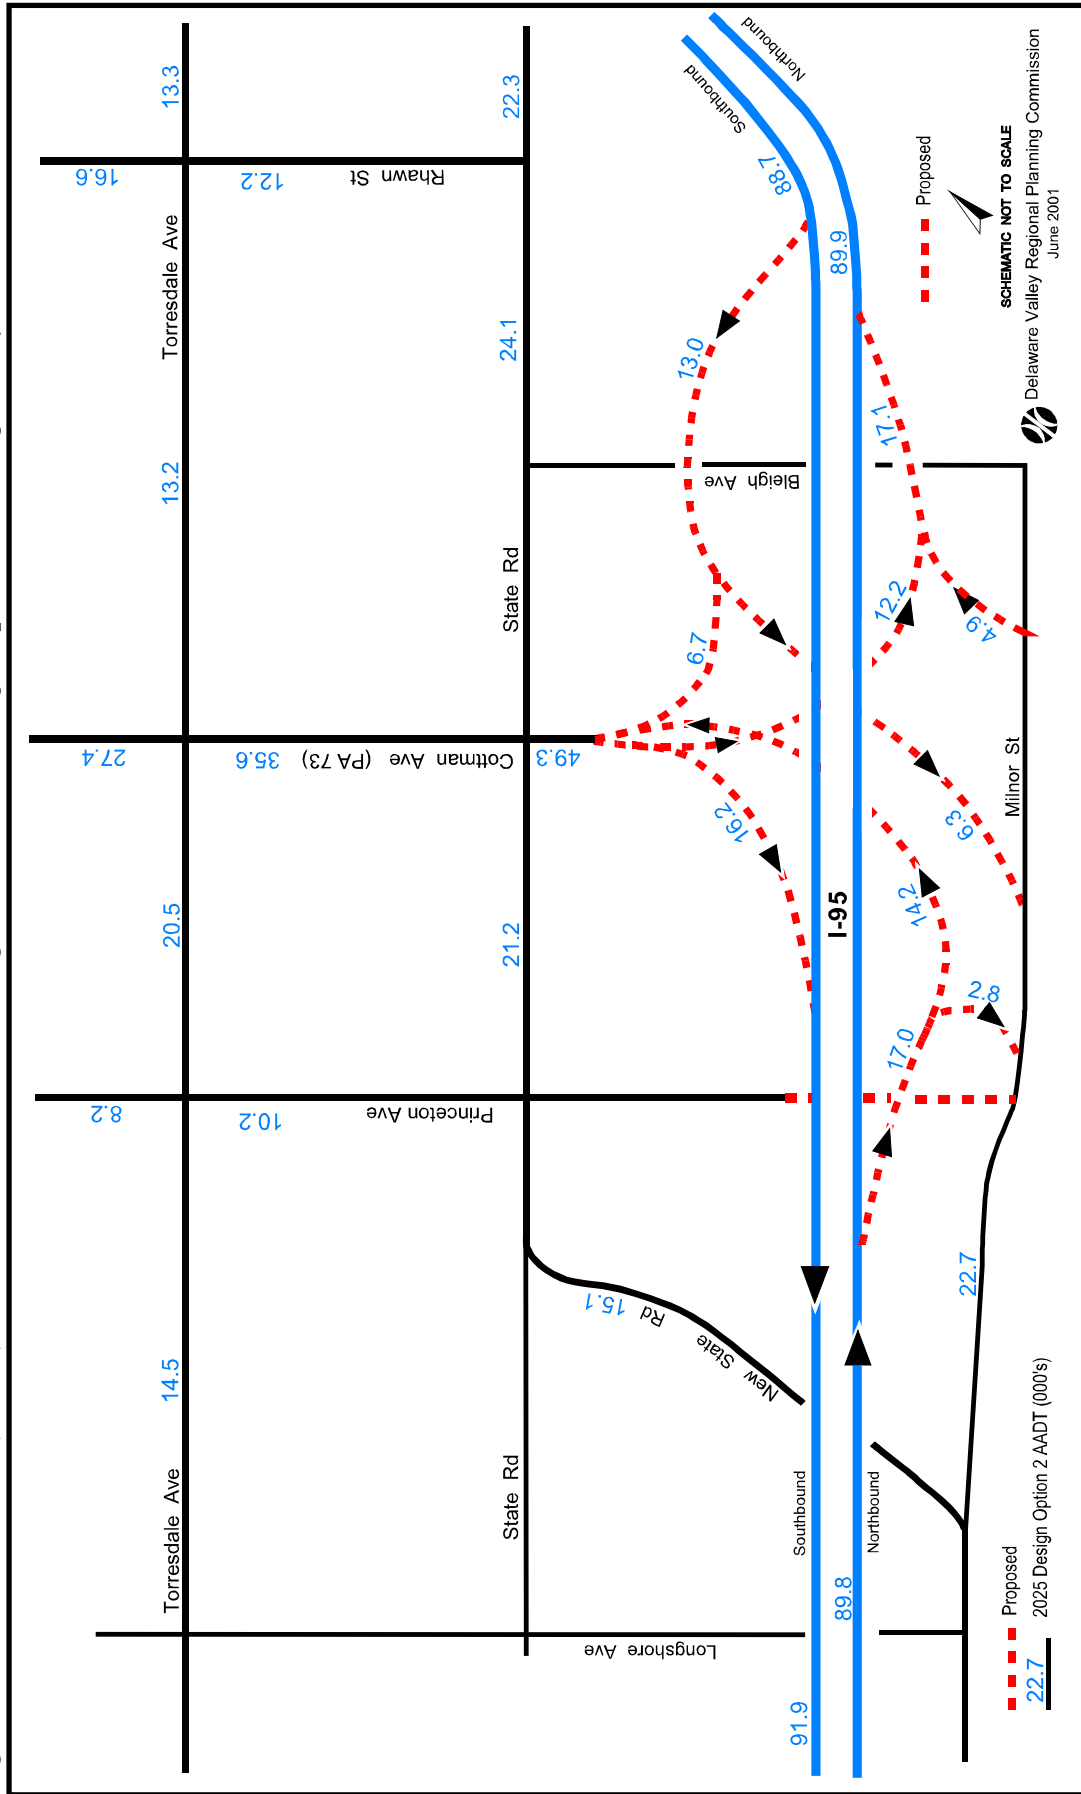 13.3
16.6
12.2
Rhawn St
22.3
Torresdale Ave
24.1
13.2
State Rd
Southbound
Northbound
88.7
89.9
13.0
17.1
Bleigh Ave
6.7
12.2
4.9
27.4
35.6
Cottman Ave (PA 73)
49.3
16.2
6.3
14.2
Milnor St
20.5
21.2
I-95
2.8
17.0
8.2
10.2
Princeton Ave
15.1
New State Rd
22.7
14.5
Torresdale Ave
State Rd
Southbound
Northbound
89.8
91.9
Longshore Ave
Proposed
22.7 2025 Design Option 2 AADT (000's)
Proposed
SCHEMATIC NOT TO SCALE
Delaware Valley Regional Planning Commission
June 2001